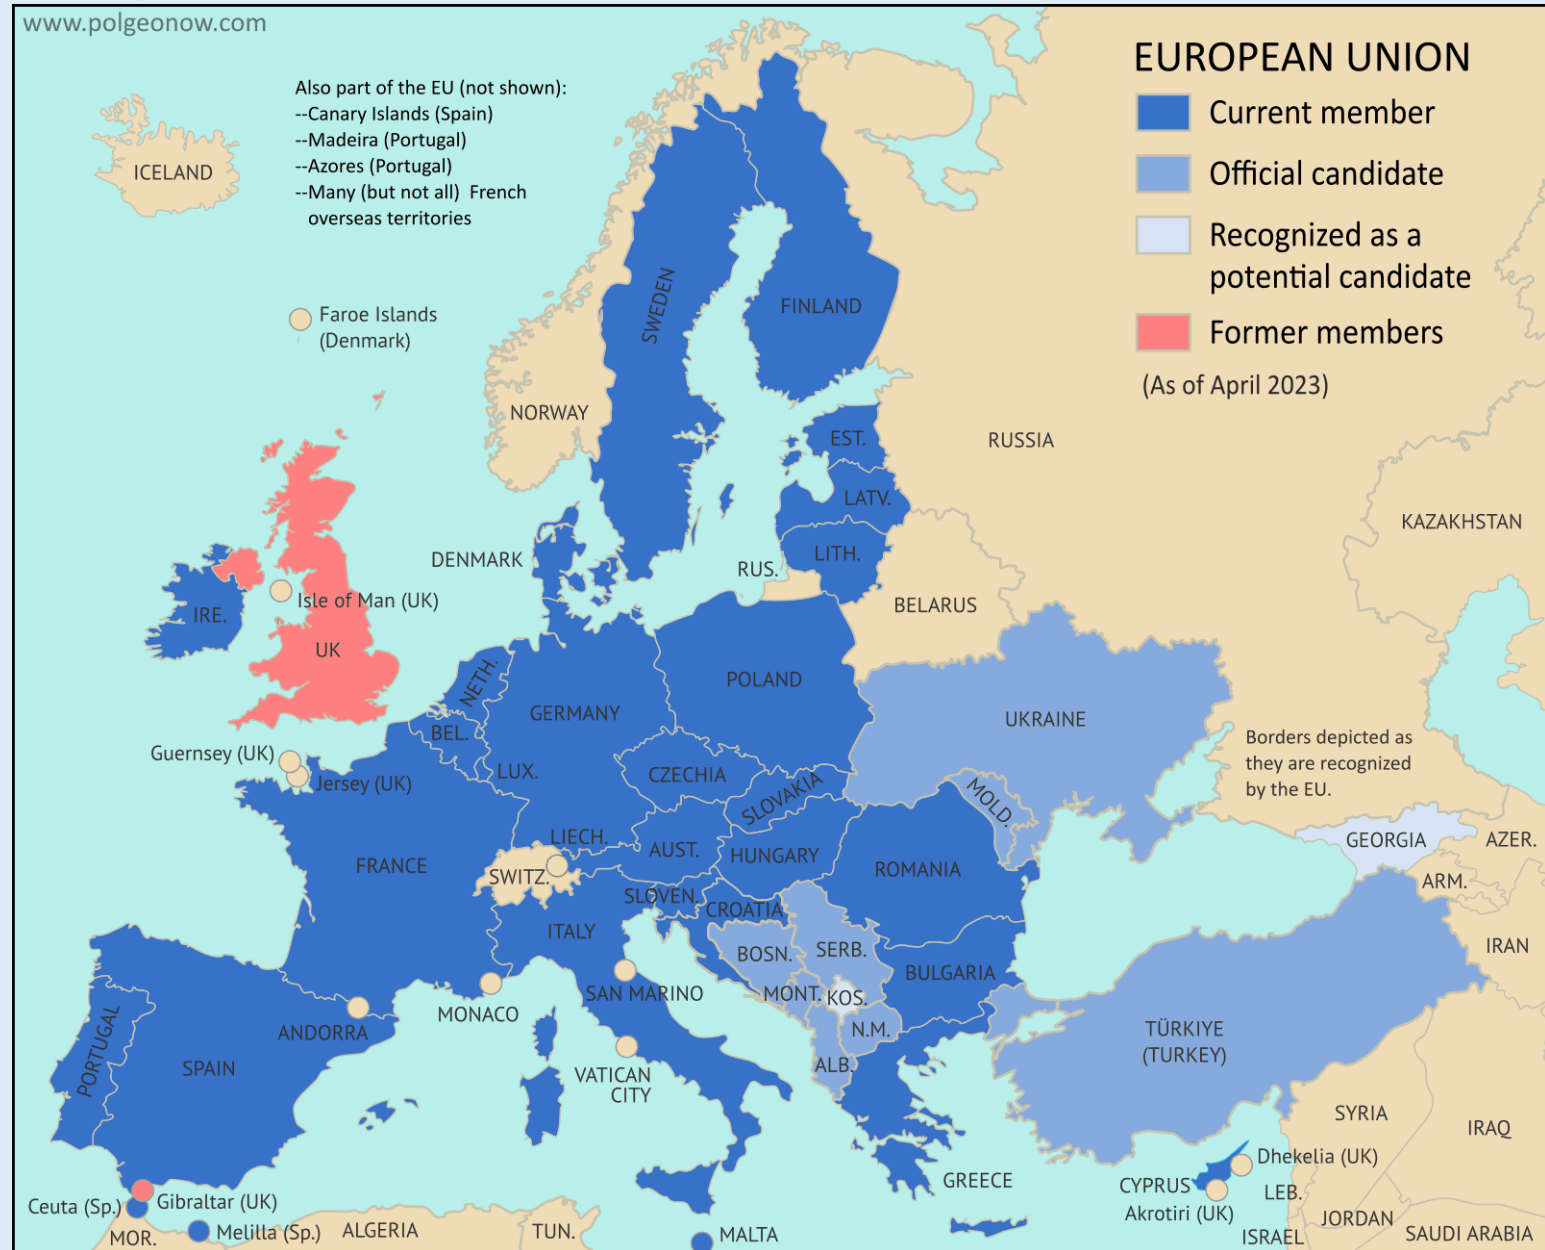 www.polgeonow.com
EUROPEAN UNION
Current member
Official candidate
Recognized as a
potential candidate
Former members
(As of April 2023)
Also part of the EU (not shown):
--Canary Islands (Spain)
--Madeira (Portugal)
--Azores (Portugal)
--Many (but not all) French
overseas territories
ICELAND
Faroe Islands
(Denmark)
SWEDEN
FINLAND
NORWAY
RUSSIA
EST.
LATV.
KAZAKHSTAN
LITH.
DENMARK
RUS.
Isle of Man (UK)
BELARUS
IRE.
UK
NETH.
POLAND
GERMANY
UKRAINE
BEL.
Guernsey (UK)
Jersey (UK)
LUX.
CZECHIA
SLOVAKIA
MOLD.
Borders depicted as
they are recognized
by the EU.
LIECH.
AUST.
HUNGARY
GEORGIA
AZER.
FRANCE
SWITZ.
ROMANIA
ARM.
SLOVEN.
CROATIA
ITALY
BOSN.
SERB.
IRAN
BULGARIA
SAN MARINO
MONT.
KOS.
MONACO
ANDORRA
N.M.
TÜRKIYE
(TURKEY)
PORTUGAL
SPAIN
ALB.
VATICAN
CITY
SYRIA
IRAQ
Dhekelia (UK)
GREECE
CYPRUS
LEB.
Akrotiri (UK)
Ceuta (Sp.)
Gibraltar (UK)
JORDAN
MOR.
Melilla (Sp.)
ALGERIA
TUN.
MALTA
ISRAEL
SAUDI ARABIA